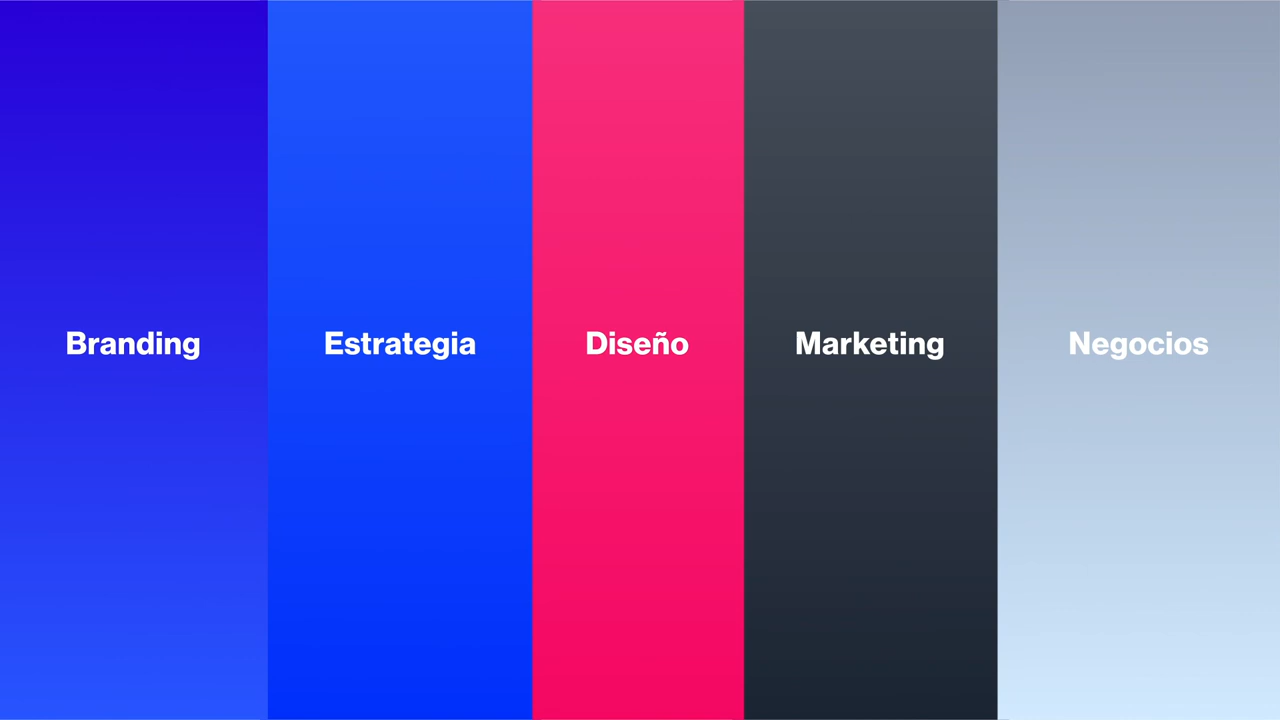 Branding
Estrategia
Diseño
Marketing
Negocios